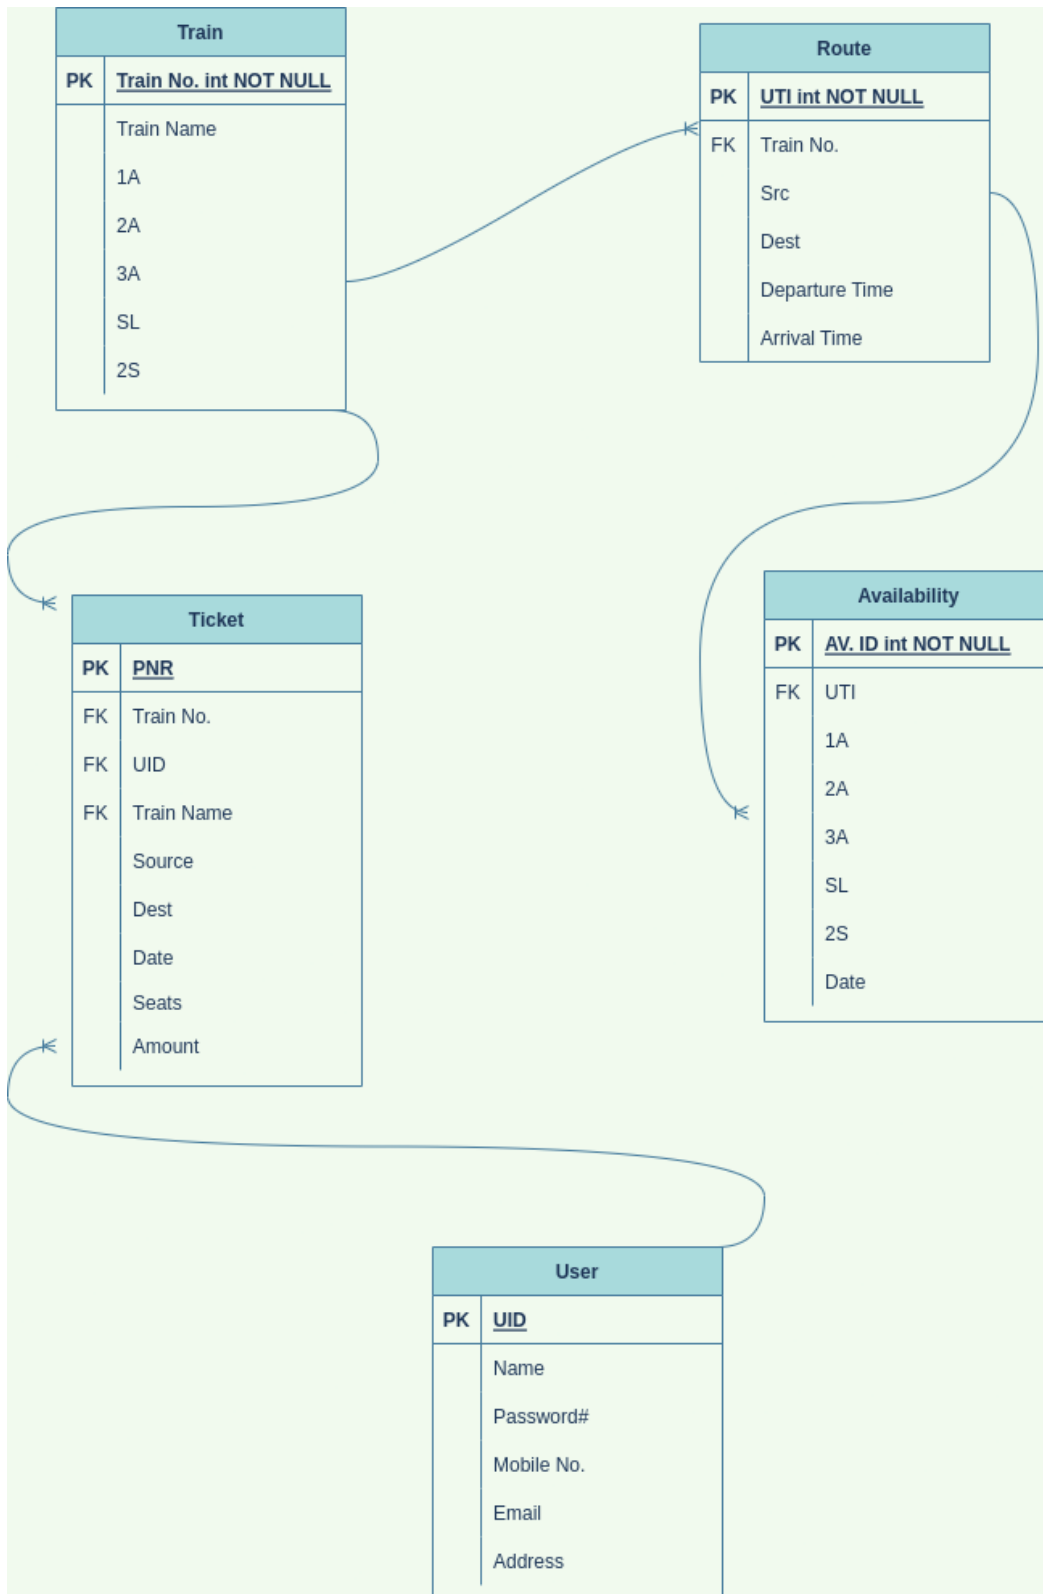 Train
PK Train No. int NOT NULL
Train Name
1A
2A
3A
SL
2S
Route
PK UTI int NOT NULL
FK Train No.
Src
Dest
Departure Time
Arrival Time
Ticket
PK PNR
FK Train No.
FK UID
FK Train Name
Source
Dest
Date
Seats
Amount
Availability
PK AV. ID int NOT NULL
FK UTI
1A
2A
3A
SL
2S
Date
User
PK UID
Name
Password#
Mobile No.
Email
Address